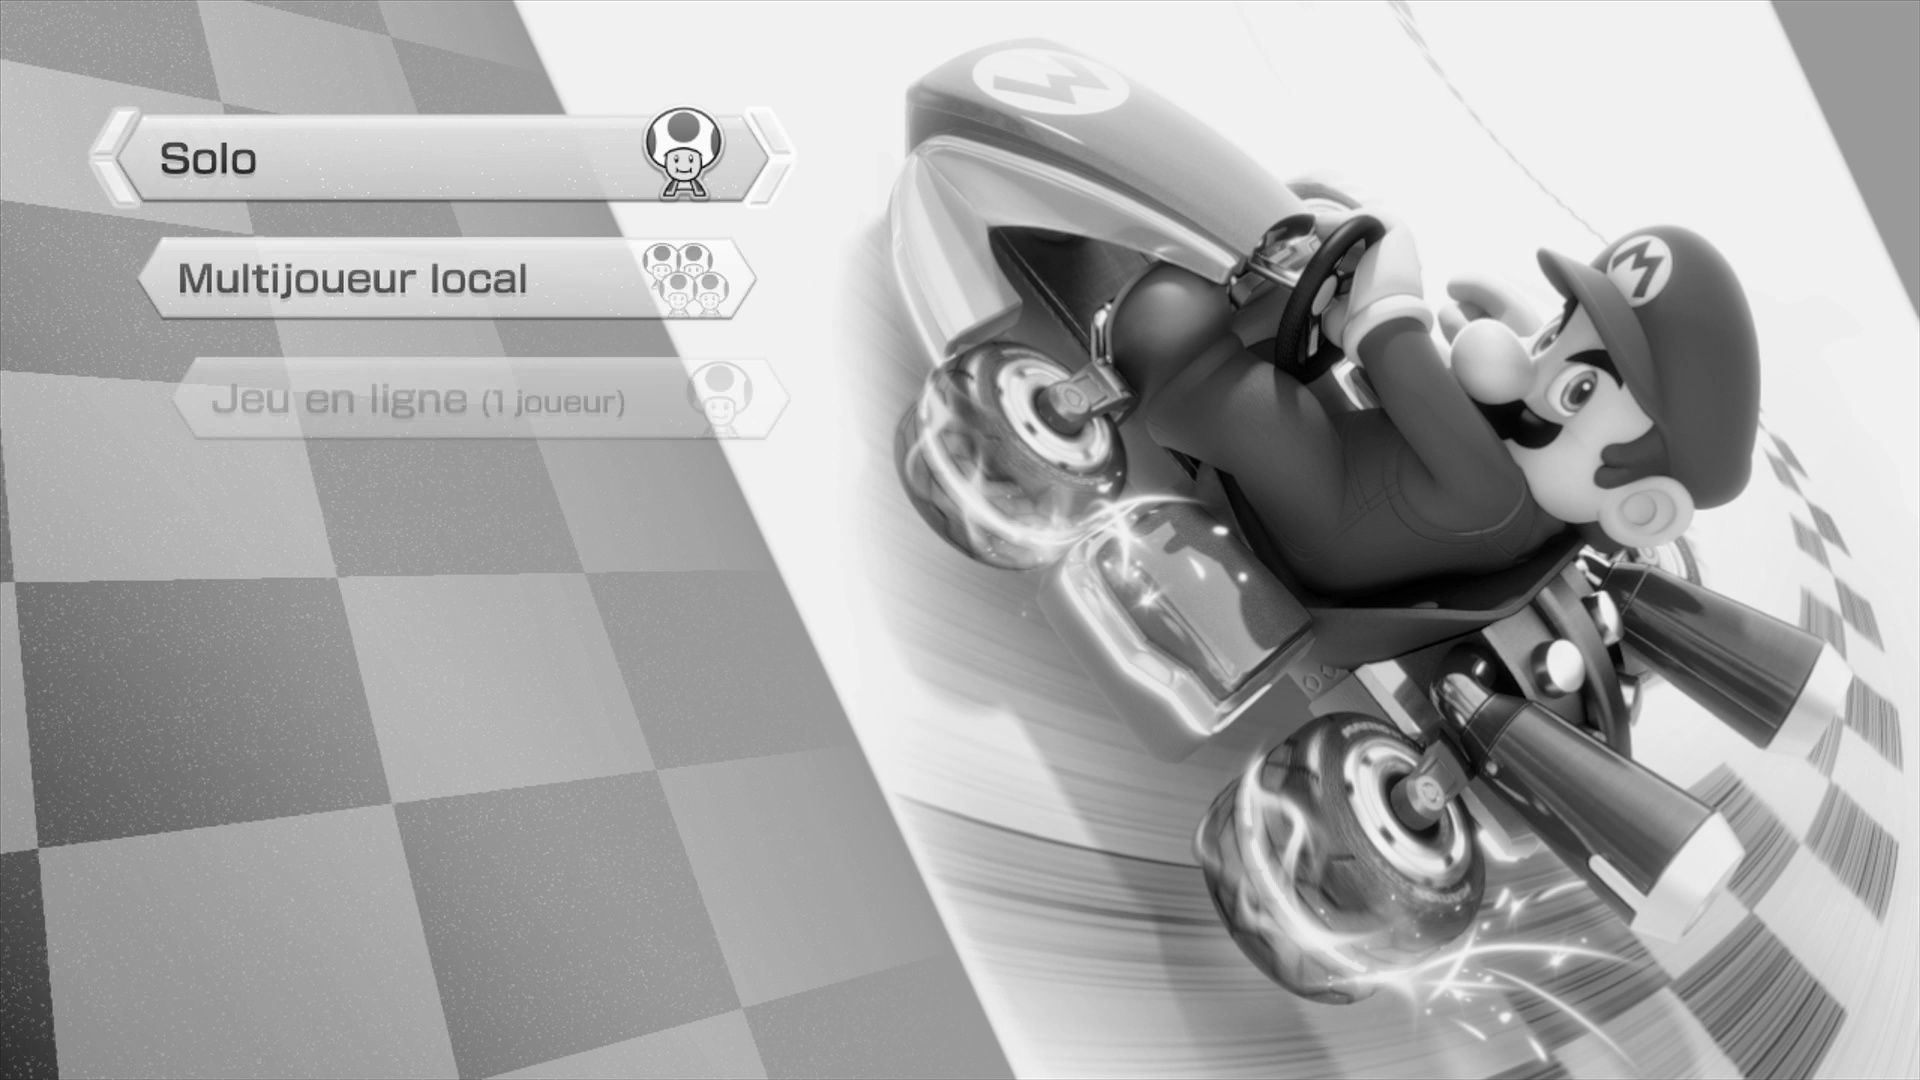 Solo
Multijoueur local
Jeu en ligne (1 joueur)
M
M